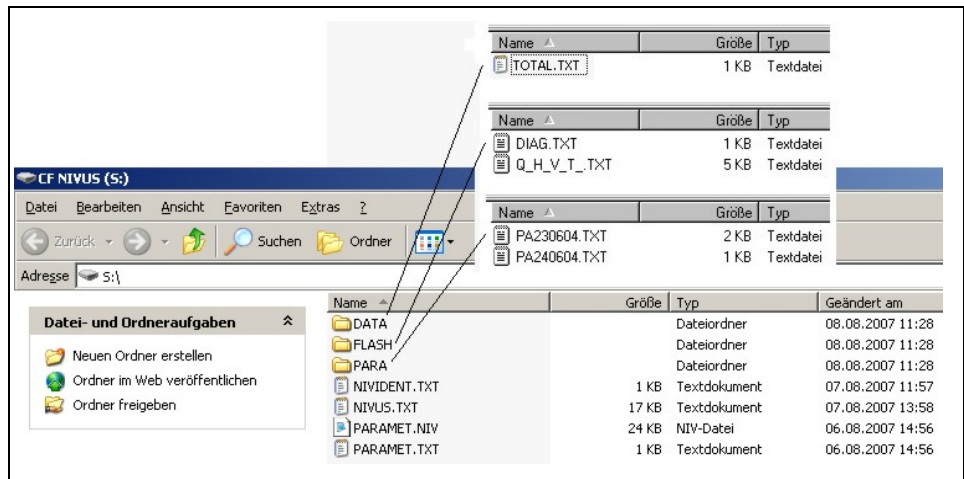 Name Größe Typ
TOTAL.TXT 1 KB Textdatei
Name Größe Typ
DIAG.TXT 1 KB Textdatei
Q_H_V_T_.TXT 5 KB Textdatei
CF NIVUS (S:)
Datei Bearbeiten Ansicht Favoriten Extras ?
Name Größe Typ
PA230604.TXT 2 KB Textdatei
PA240604.TXT 1 KB Textdatei
Zurück Suchen Ordner
Adresse S:\
Datei- und Ordneraufgaben
Neuen Ordner erstellen
Ordner im Web veröffentlichen
Ordner freigeben
Name Größe Typ Geändert am
DATA Dateiordner 08.08.2007 11:28
FLASH Dateiordner 08.08.2007 11:28
PARA Dateiordner 08.08.2007 11:28
NIVIDENT.TXT 1 KB Textdokument 07.08.2007 11:57
NIVUS.TXT 17 KB Textdokument 07.08.2007 13:58
PARAMET.NIV 24 KB NIV-Datei 06.08.2007 14:56
PARAMET.TXT 1 KB Textdokument 06.08.2007 14:56